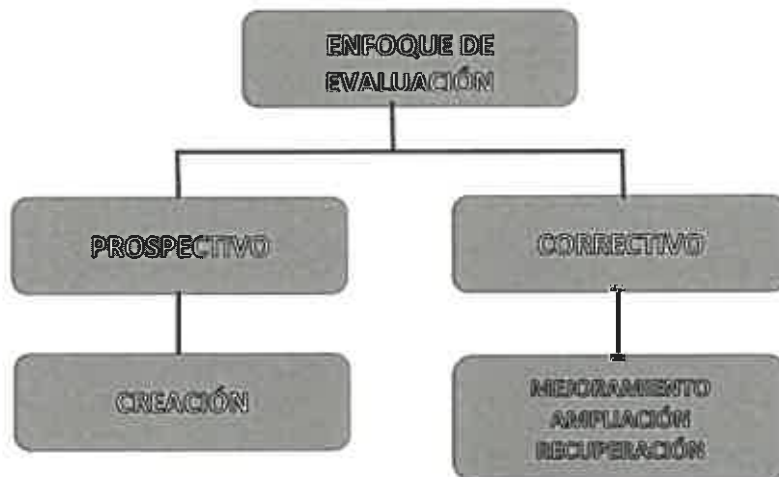 ENFOQUE DE
EVALUACIÓN
PROSPECTIVO
CORRECTIVO
CREACIÓN
MEJORAMIENTO
AMPLIACIÓN
RECUPERACIÓN